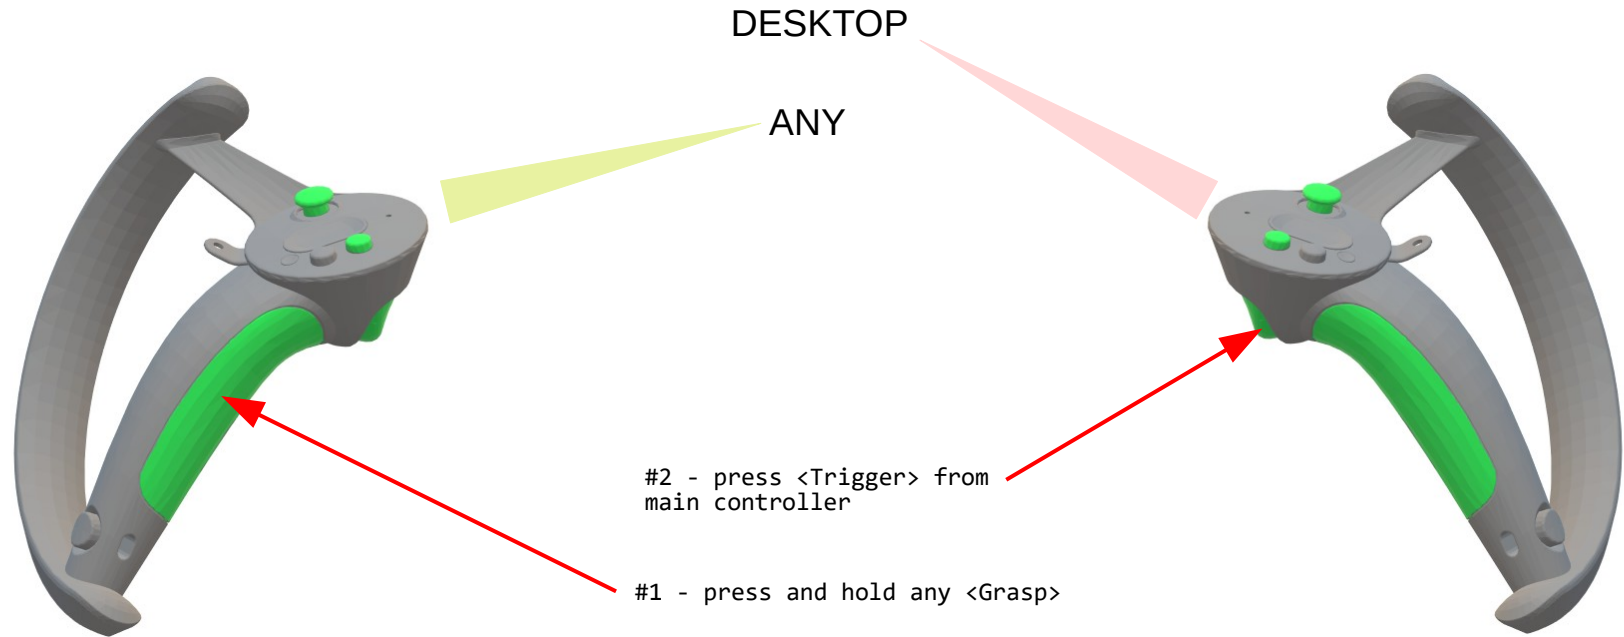 DESKTOP
ANY
#2 - press <Trigger> from
main controller
#1 - press and hold any <Grasp>